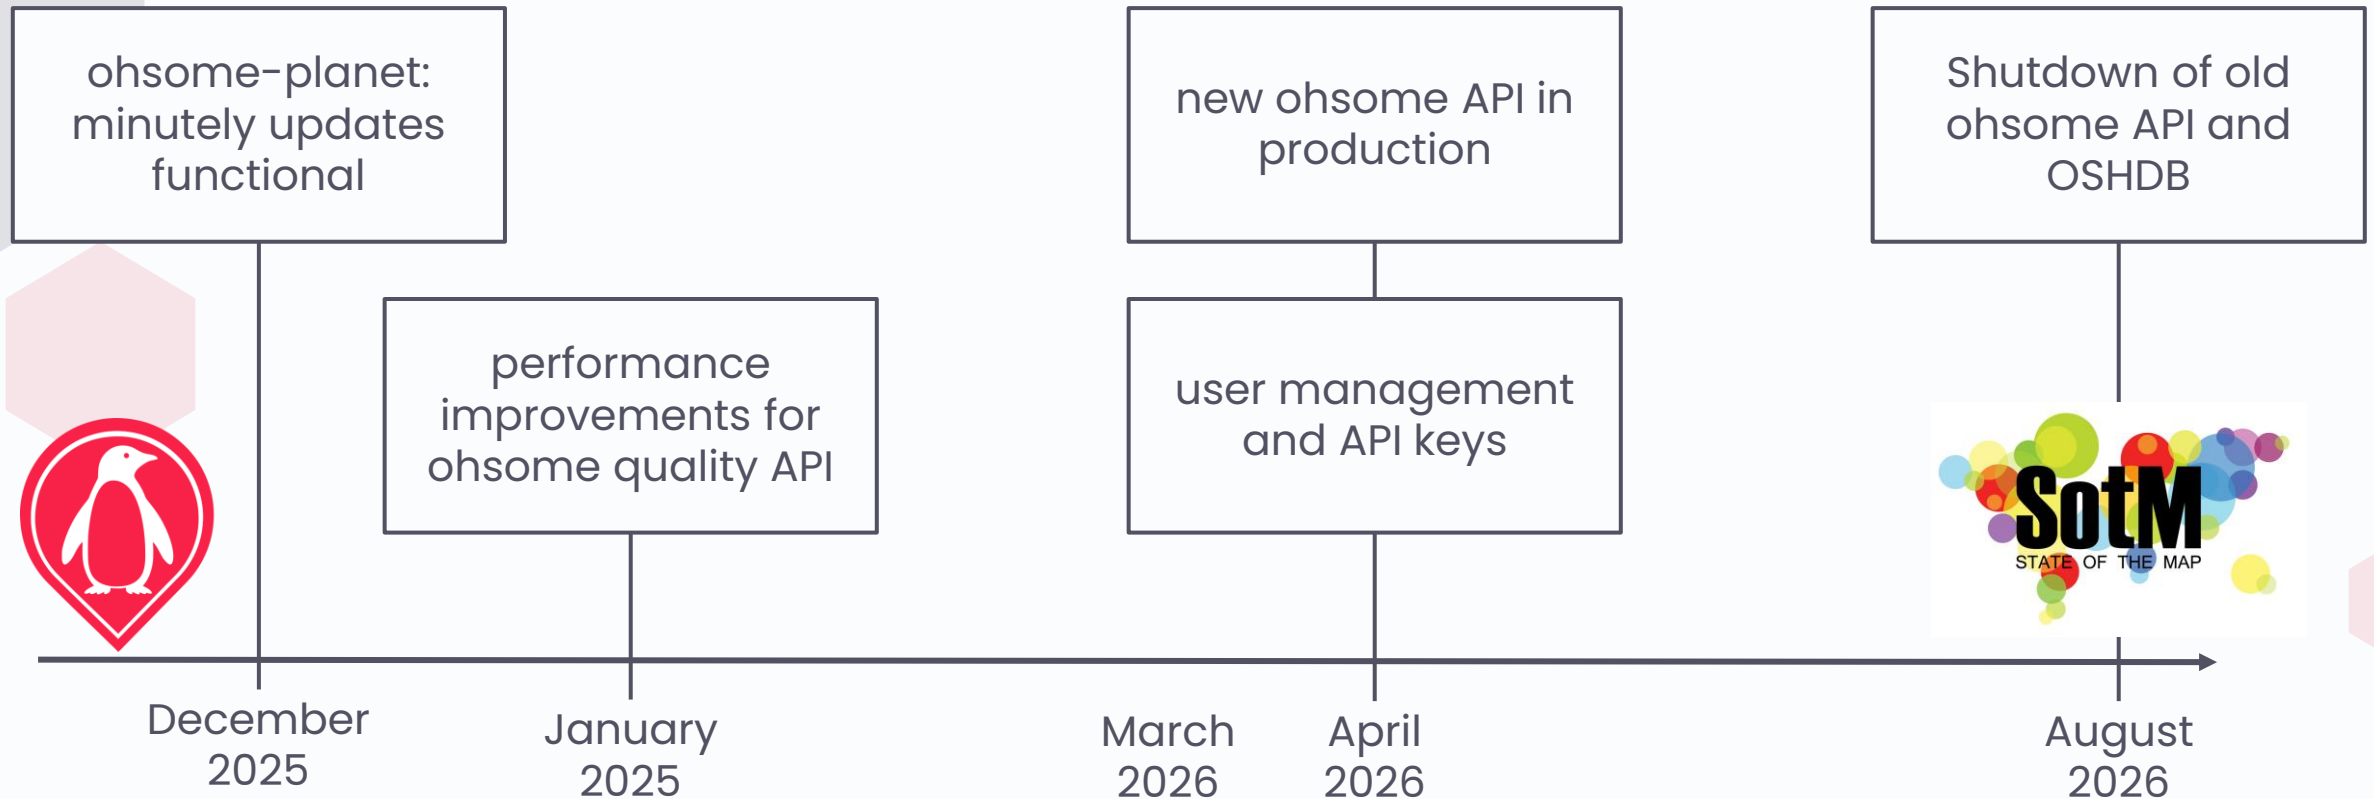 ohsome-planet:
minutely updates
functional
new ohsome API in
production
Shutdown of old
ohsome API and
OSHDB
performance
improvements for
ohsome quality API
user management
and API keys
SotM
STATE OF THE MAP
December
2025
January
2025
March
2026
April
2026
August
2026